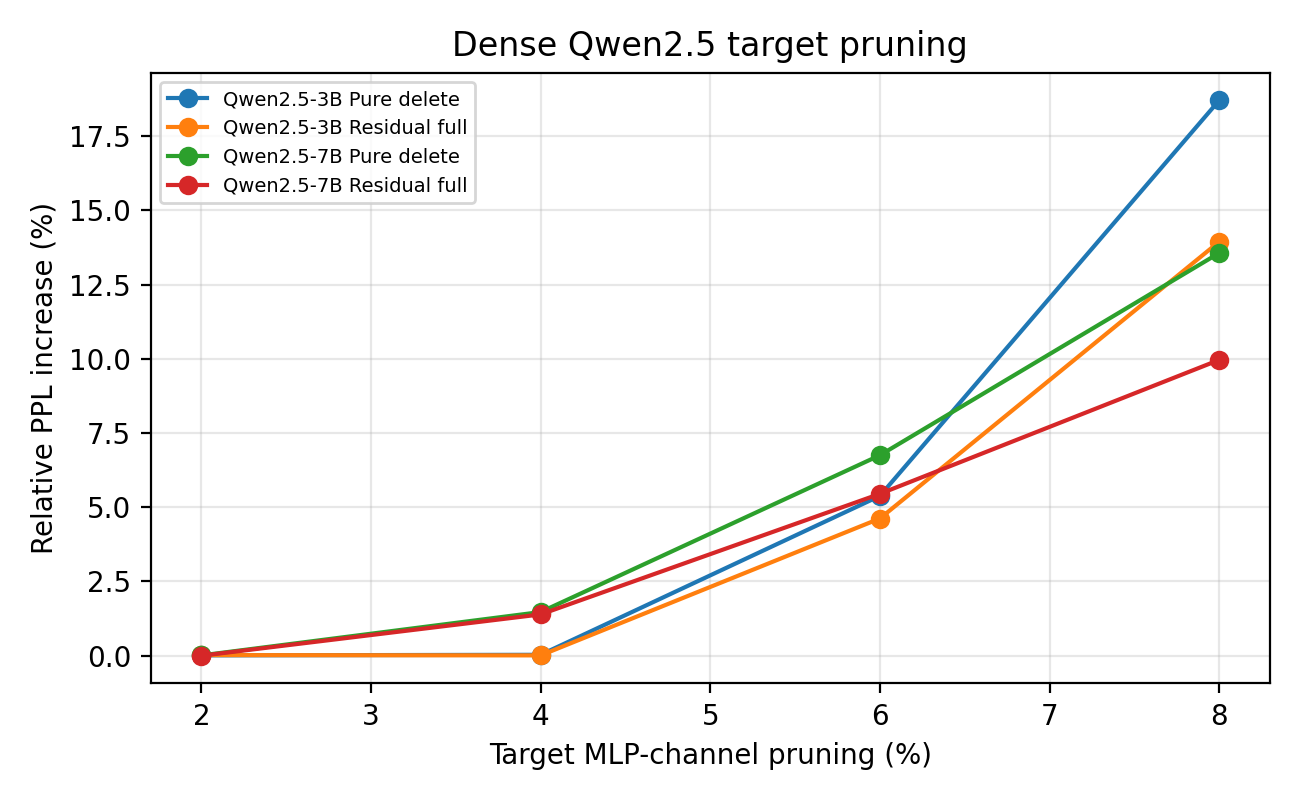 Dense Qwen2.5 target pruning
Qwen2.5-3B Pure delete
Qwen2.5-3B Residual full
Qwen2.5-7B Pure delete
Qwen2.5-7B Residual full
17.5
15.0
12.5
10.0
7.5
5.0
2.5
0.0
Relative PPL increase (%)
2 3 4 5 6 7 8
Target MLP-channel pruning (%)